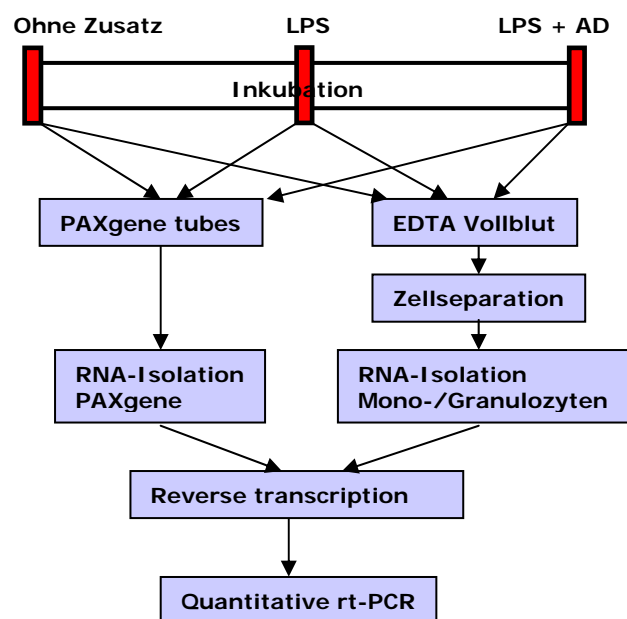 Ohne Zusatz LPS LPS + AD
Inkubation
PAXgene tubes EDTA Vollblut
Zellseparation
RNA-Isolation RNA-Isolation
PAXgene Mono-/Granulozyten
Reverse transcription
Quantitative rt-PCR